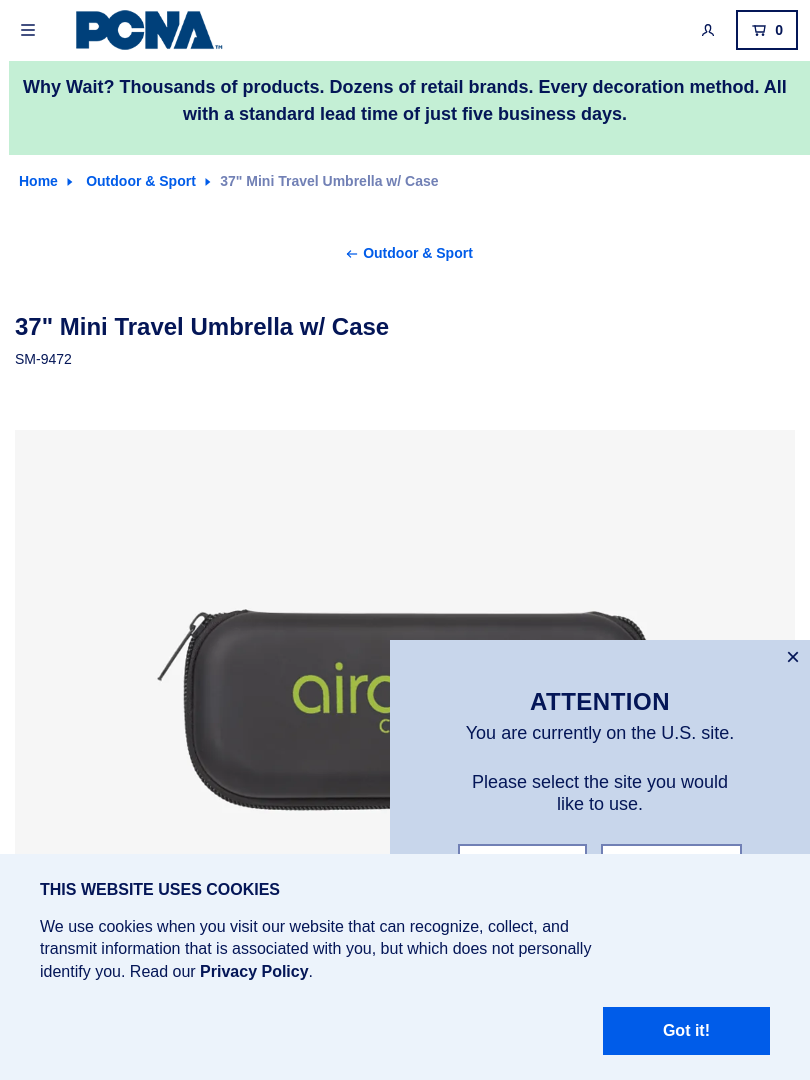 PCNA™
0
Why Wait? Thousands of products. Dozens of retail brands. Every decoration method. All
with a standard lead time of just five business days.
Home Outdoor & Sport 37" Mini Travel Umbrella w/ Case
← Outdoor & Sport
37" Mini Travel Umbrella w/ Case
SM-9472
×
ATTENTION
You are currently on the U.S. site.
Please select the site you would
like to use.
THIS WEBSITE USES COOKIES
We use cookies when you visit our website that can recognize, collect, and
transmit information that is associated with you, but which does not personally
identify you. Read our Privacy Policy.
Got it!